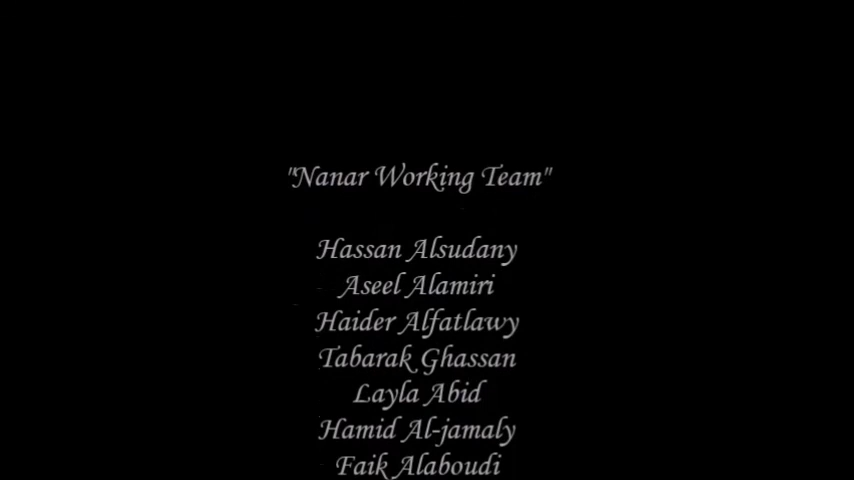 "Nanar Working Team"
Hassan Alsudany
Aseel Alamiri
Haider Alfatlawy
Tabarak Ghassan
Layla Abid
Hamid Al-jamaly
Faik Alaboudi